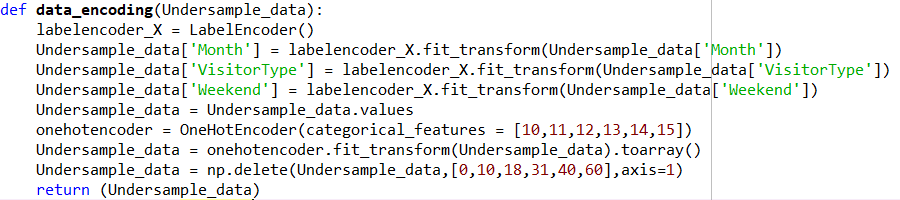 def data_encoding(Undersample_data):
    labelencoder_X = LabelEncoder()
    Undersample_data['Month'] = labelencoder_X.fit_transform(Undersample_data['Month'])
    Undersample_data['VisitorType'] = labelencoder_X.fit_transform(Undersample_data['VisitorType'])
    Undersample_data['Weekend'] = labelencoder_X.fit_transform(Undersample_data['Weekend'])
    Undersample_data = Undersample_data.values
    onehotencoder = OneHotEncoder(categorical_features = [10,11,12,13,14,15])
    Undersample_data = onehotencoder.fit_transform(Undersample_data).toarray()
    Undersample_data = np.delete(Undersample_data,[0,10,18,31,40,60],axis=1)
    return (Undersample_data)